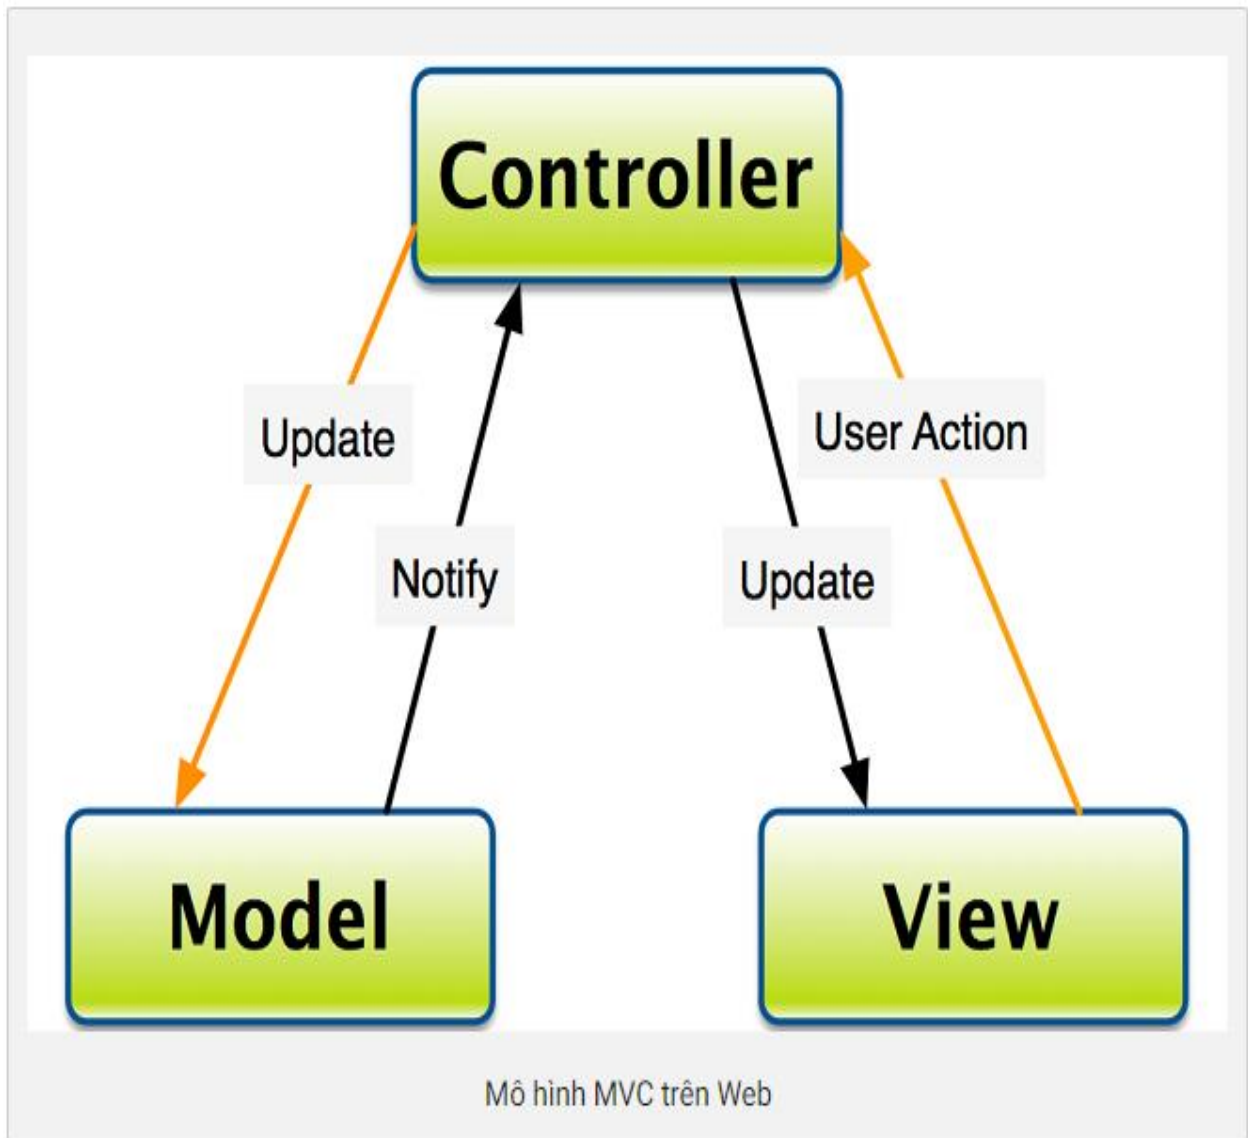 Controller
Update
User Action
Notify
Update
Model
View
Mô hình MVC trên Web